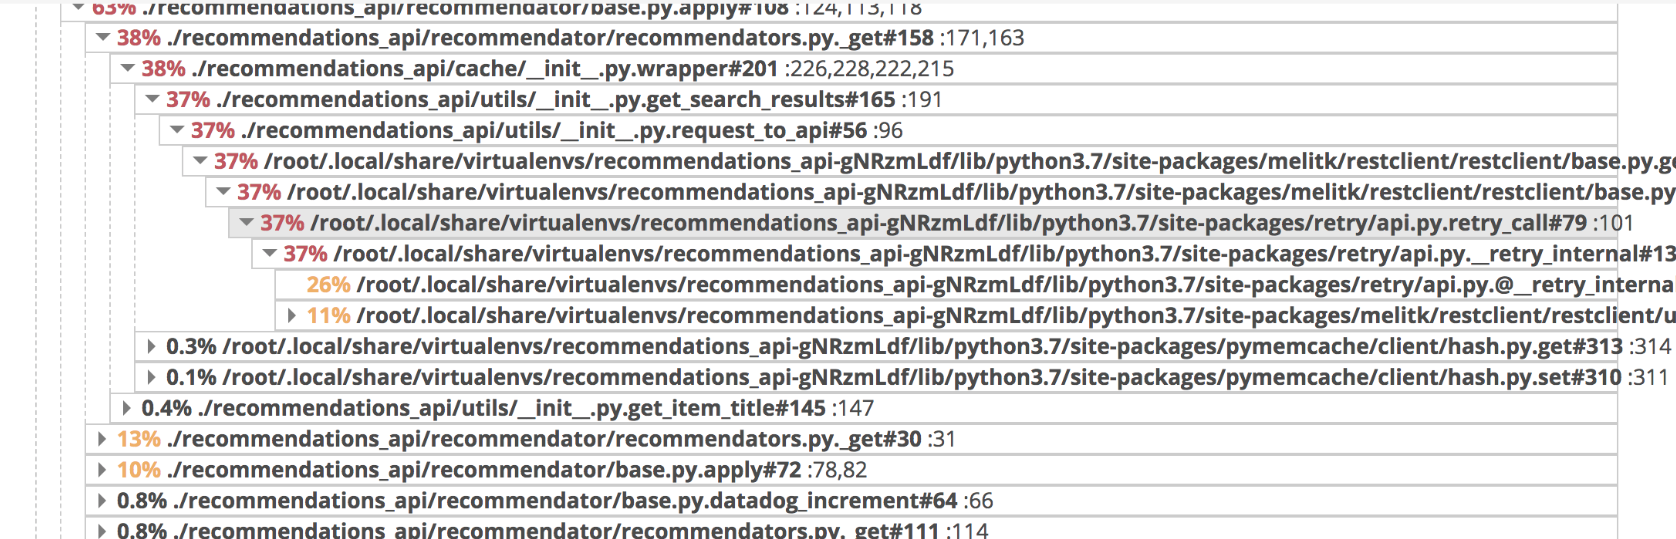 63% ./recommendations_api/recommender/base.py.apply#108 :124,113,118
38% ./recommendations_api/recommendator/recommendators.py._get#158 :171,163
38% ./recommendations_api/cache/__init__.py.wrapper#201 :226,228,222,215
37% ./recommendations_api/utils/__init__.py.get_search_results#165 :191
37% ./recommendations_api/utils/__init__.py.request_to_api#56 :96
37% /root/.local/share/virtualenvs/recommendations_api-gNRzmLdf/lib/python3.7/site-packages/melitk/restclient/restclient/base.py.ge
37% /root/.local/share/virtualenvs/recommendations_api-gNRzmLdf/lib/python3.7/site-packages/melitk/restclient/restclient/base.py
37% /root/.local/share/virtualenvs/recommendations_api-gNRzmLdf/lib/python3.7/site-packages/retry/api.py.retry_call#79 :101
37% /root/.local/share/virtualenvs/recommendations_api-gNRzmLdf/lib/python3.7/site-packages/retry/api.py.__retry_internal#13
26% /root/.local/share/virtualenvs/recommendations_api-gNRzmLdf/lib/python3.7/site-packages/retry/api.py.@__retry_interna
11% /root/.local/share/virtualenvs/recommendations_api-gNRzmLdf/lib/python3.7/site-packages/melitk/restclient/restclient/u
0.3% /root/.local/share/virtualenvs/recommendations_api-gNRzmLdf/lib/python3.7/site-packages/pymemcache/client/hash.py.get#313 :314
0.1% /root/.local/share/virtualenvs/recommendations_api-gNRzmLdf/lib/python3.7/site-packages/pymemcache/client/hash.py.set#310 :311
0.4% ./recommendations_api/utils/__init__.py.get_item_title#145 :147
13% ./recommendations_api/recommendator/recommendators.py._get#30 :31
10% ./recommendations_api/recommendator/base.py.apply#72 :78,82
0.8% ./recommendations_api/recommendator/base.py.datadog_increment#64 :66
0.8% ./recommendations_api/recommendator/recommendators.py._get#111 :114